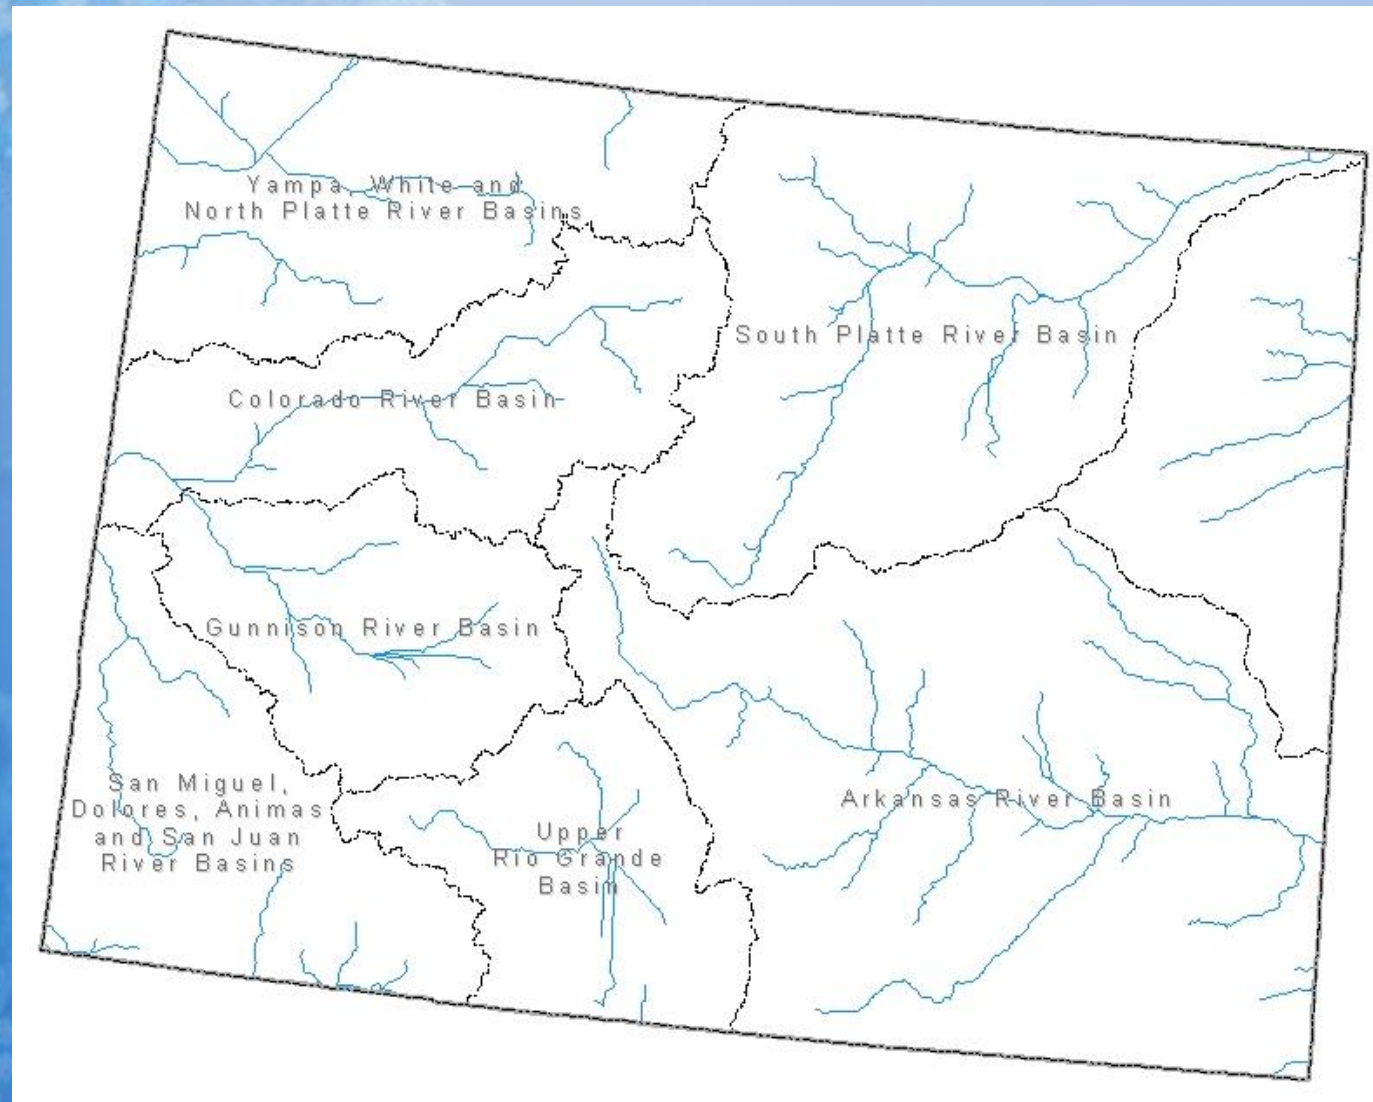 Yampa, White and
North Platte River Basins
South Platte River Basin
Colorado River Basin
Gunnison River Basin
San Miguel,
Dolores, Animas
and San Juan
River Basins
Upper
Rio Grande
Basin
Arkansas River Basin